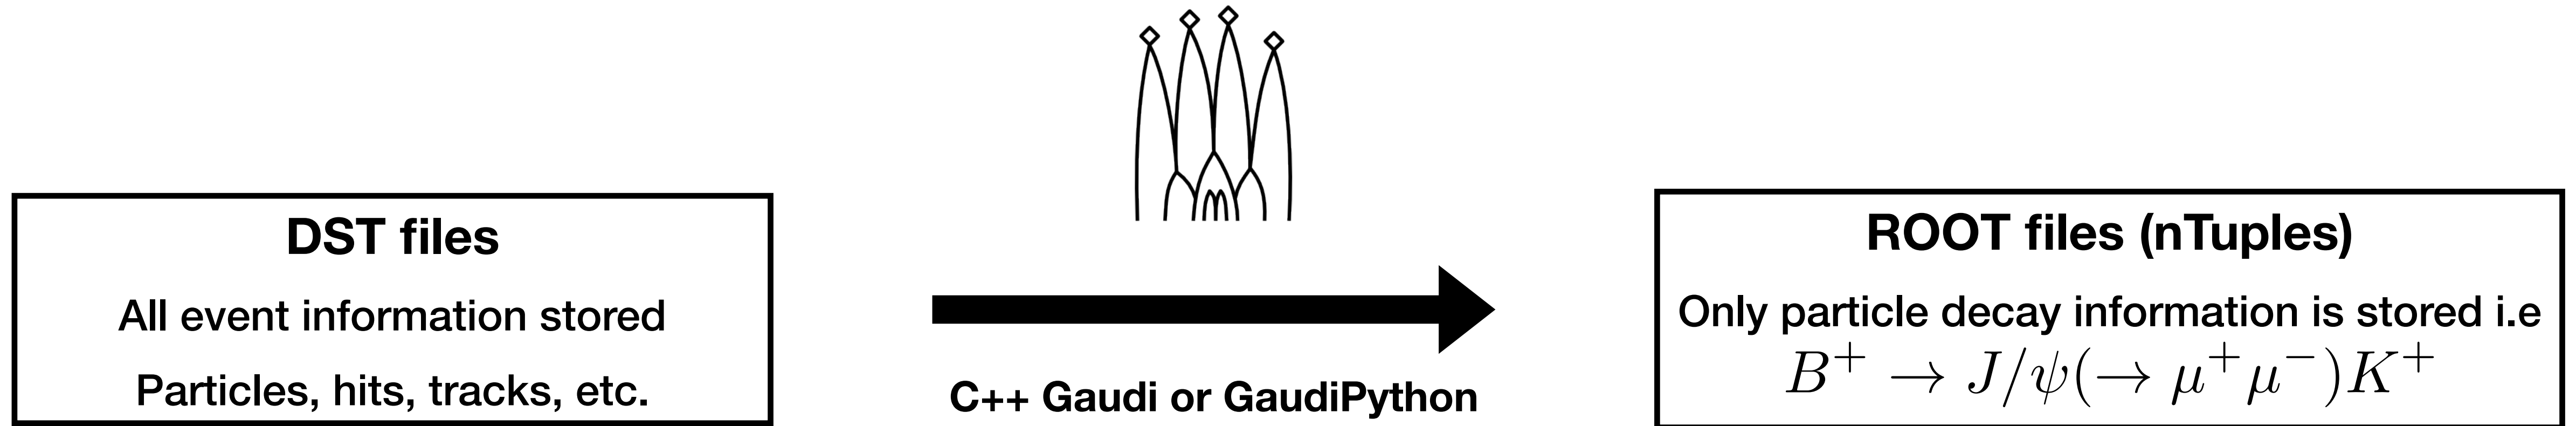 DST files
All event information stored
Particles, hits, tracks, etc.
C++ Gaudi or GaudiPython
ROOT files (nTuples)
Only particle decay information is stored i.e
B⁺ → J/ψ(→ μ⁺μ⁻)K⁺